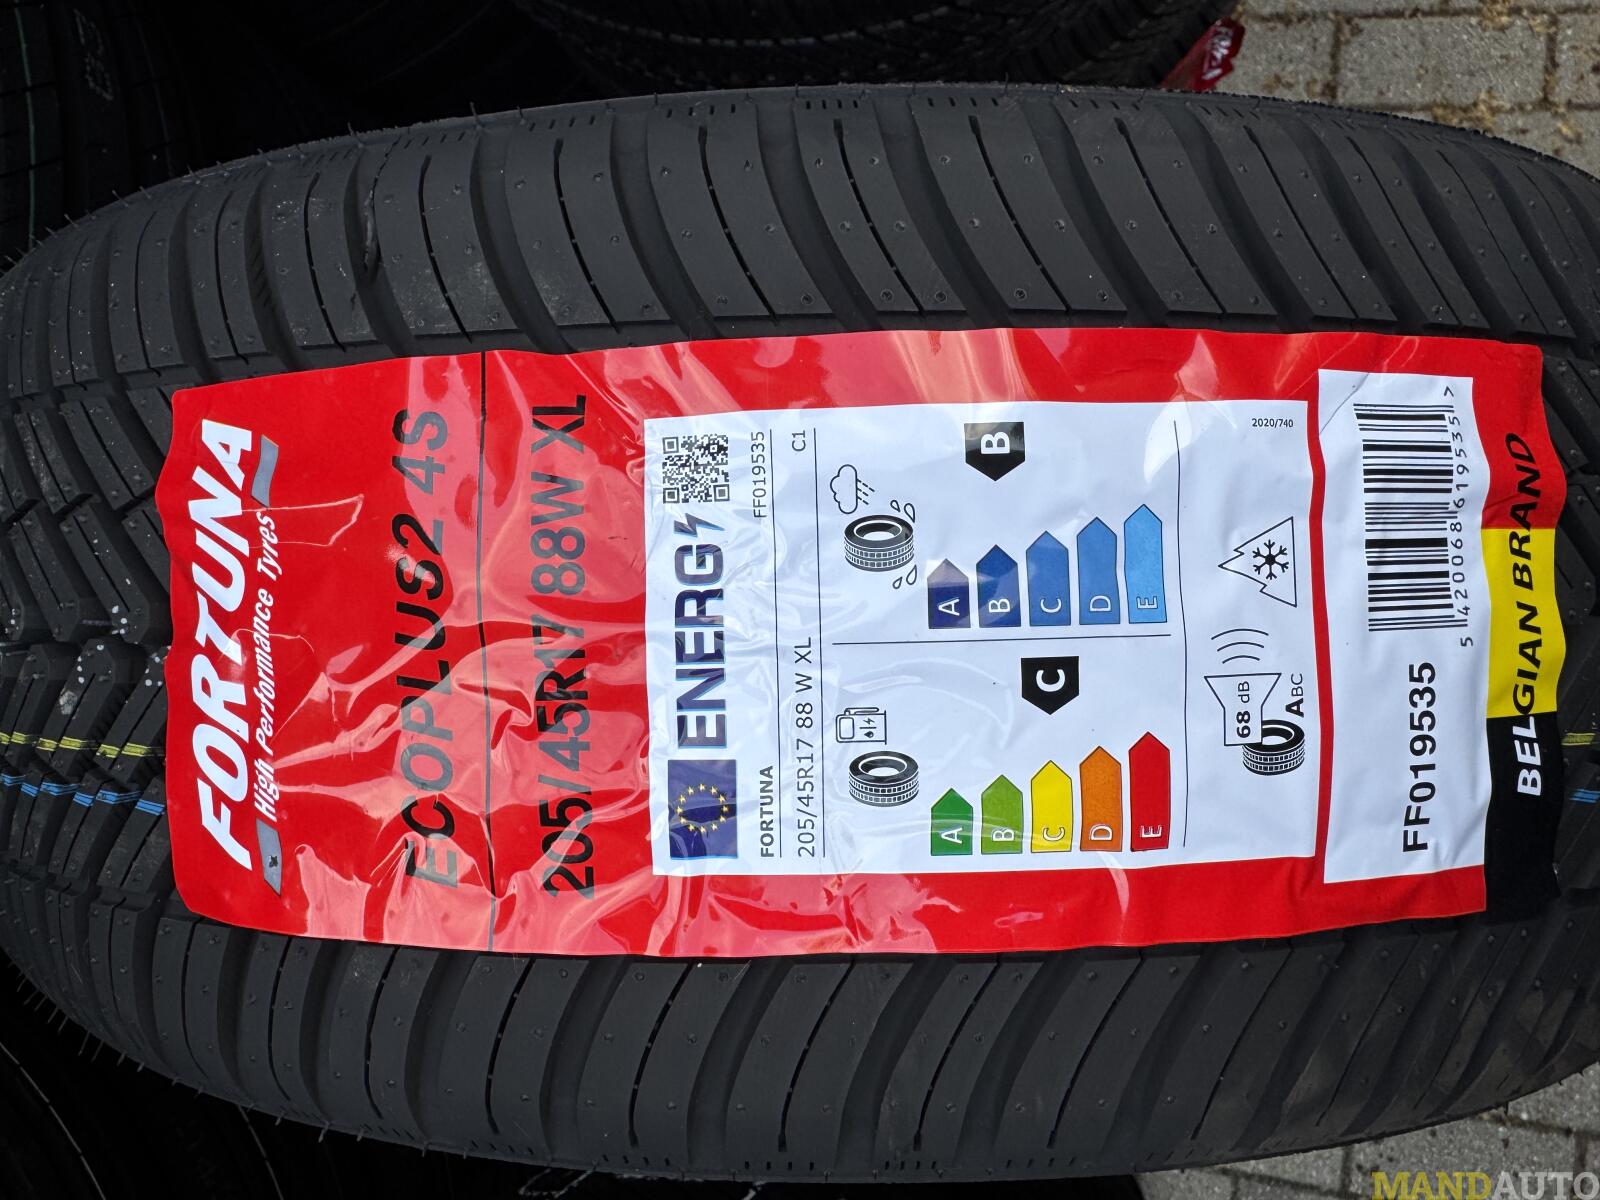 FORTUNA
High Performance Tyres
ECOPLUS2 4S
205/45R17 88W XL
ENERG
FORTUNA
FF019535
205/45R17 88 W XL
C1
A
B
C
D
E
C
A
B
C
D
E
B
68 dB
ABC
2020/740
FF019535
5 420068 619535 7
BELGIAN BRAND
MANDAUTO